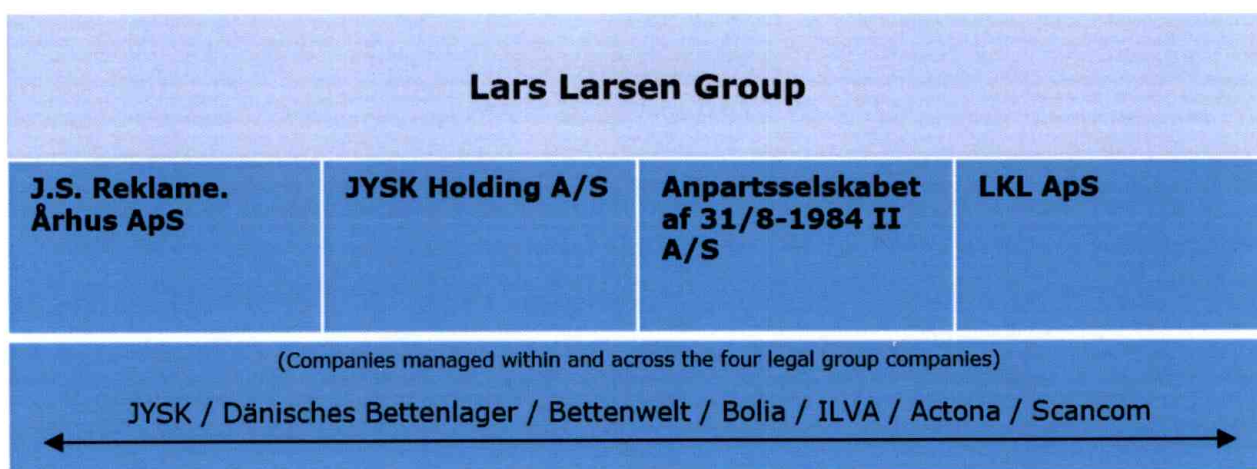 Lars Larsen Group
J.S. Reklame.
Århus ApS
JYSK Holding A/S
Anpartsselskabet
af 31/8-1984 II
A/S
LKL ApS
(Companies managed within and across the four legal group companies)
JYSK / Dänisches Bettenlager / Bettenwelt / Bolia / ILVA / Actona / Scancom